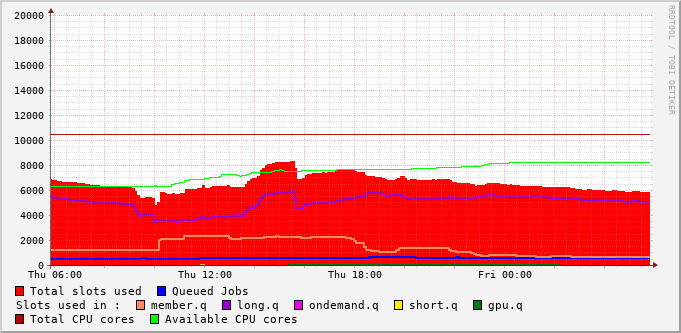 20000
18000
16000
14000
12000
10000
8000
6000
4000
2000
0
Thu 06:00 Thu 12:00 Thu 18:00 Fri 00:00
Total slots used Queued Jobs
Slots used in : member.q long.q ondemand.q short.q gpu.q
Total CPU cores Available CPU cores
RRDTOOL / TOBI OETIKER